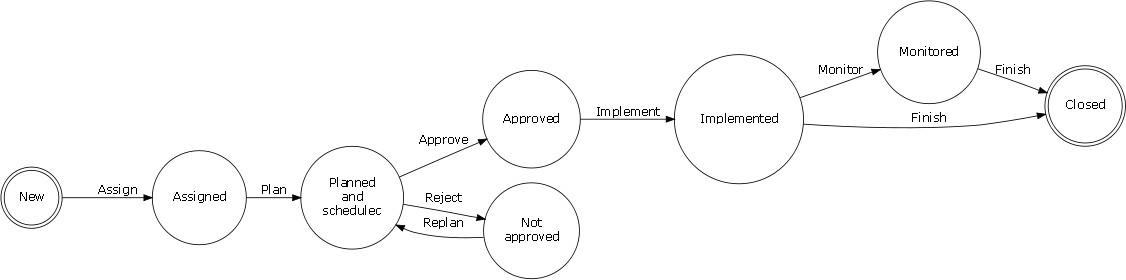 New
Assign
Assigned
Plan
Planned
and
schedulec
Approve
Approved
Reject
Replan
Not
approved
Implement
Implemented
Monitor
Monitored
Finish
Finish
Closed